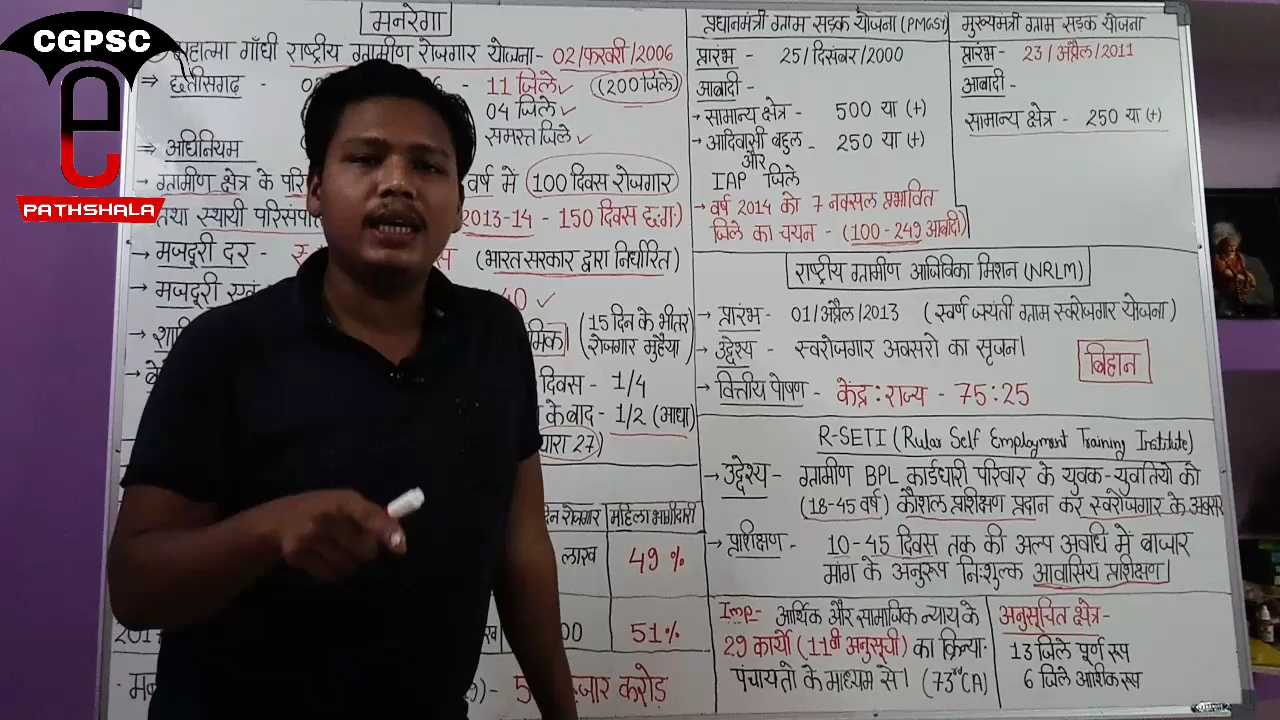 CGPSC
e
PATHSHALA
मनरेगा
महात्मा गाँधी राष्ट्रीय ग्रामीण रोजगार योजना- 02/फरवरी/2006
⇒ छत्तीसगढ़ - - 11 जिले✓ (200जिले)
04 जिले✓
समस्त जिले✓
⇒ अधिनियम
→ ग्रामीण क्षेत्र के वर्ष में 100 दिवस रोजगार
तथा स्थायी 2013-14 - 150 दिवस छ.ग.)
→ मजदूरी दर - (भारत सरकार द्वारा निर्धारित)
→ मजदूरी 40 ✓
(15 दिन के भीतर
रोजगार मुहैया)
दिवस - 1/4
के बाद - 1/2 (आधा)
धारा 27)
रोजगार महिला भागीदारी
लाख 49 %
00 51%
हजार करोड़
प्रधानमंत्री ग्राम सड़क योजना (PMGSY)
प्रारंभ - 25/दिसंबर/2000
आबादी -
→ सामान्य क्षेत्र - 500 या (+)
→ आदिवासी बहुल - 250 या (+)
और
IAP जिले
→ वर्ष 2014 को 7 नक्सल प्रभावित
जिले का चयन - (100-249 आबादी)
मुख्यमंत्री ग्राम सड़क योजना
प्रारंभ - 23/अप्रैल/2011
आबादी -
सामान्य क्षेत्र - 250 या (+)
राष्ट्रीय ग्रामीण आजिविका मिशन (NRLM)
→ प्रारंभ - 01/अप्रैल/2013 (स्वर्ण जयंती ग्राम स्वरोजगार योजना)
→ उद्देश्य - स्वरोजगार अवसरो का सृजन।
बिहान
→ वित्तीय पोषण - केंद्र : राज्य - 75:25
R-SETI (Rular Self Employment Training Institute)
→ उद्देश्य - ग्रामीण BPL कार्डधारी परिवार के युवक-युवतियो को
(18-45 वर्ष) कौशल प्रशिक्षण प्रदान कर स्वरोजगार के अवसर
→ प्रशिक्षण - 10-45 दिवस तक की अल्प अवधि मे बाजार
मांग के अनुरूप निःशुल्क आवासिय प्रशिक्षण।
Imp- आर्थिक और सामाजिक न्याय के
29 कार्यो (11वी अनुसूची) का क्रिन्या.
पंचायतो के माध्यम से। (73rd CA)
अनुसूचित क्षेत्र-
13 जिले पूर्ण रूप
6 जिले आंशिक रूप